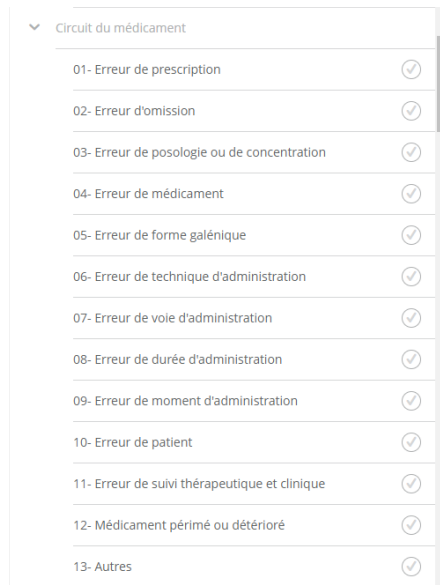 Circuit du médicament
01- Erreur de prescription
02- Erreur d'omission
03- Erreur de posologie ou de concentration
04- Erreur de médicament
05- Erreur de forme galénique
06- Erreur de technique d'administration
07- Erreur de voie d'administration
08- Erreur de durée d'administration
09- Erreur de moment d'administration
10- Erreur de patient
11- Erreur de suivi thérapeutique et clinique
12- Médicament périmé ou détérioré
13- Autres